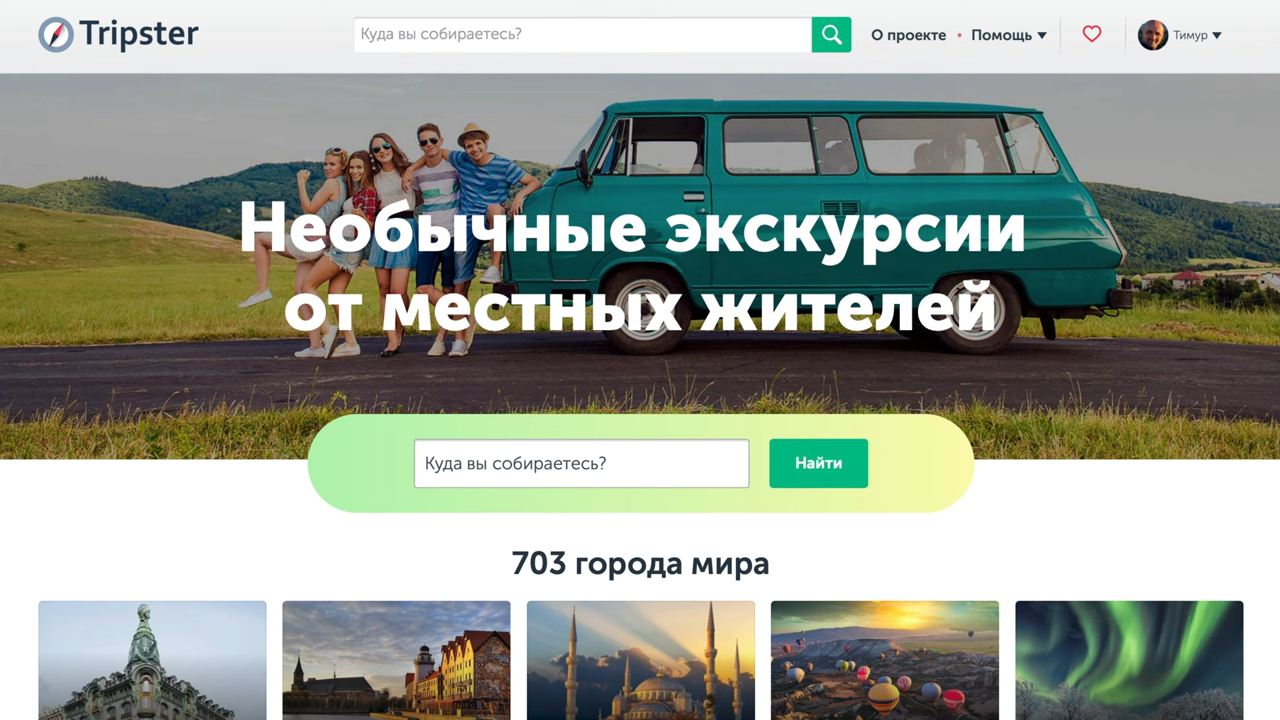 Tripster
Куда вы собираетесь?
О проекте • Помощь
Тимур
Необычные экскурсии
от местных жителей
Куда вы собираетесь?
Найти
703 города мира